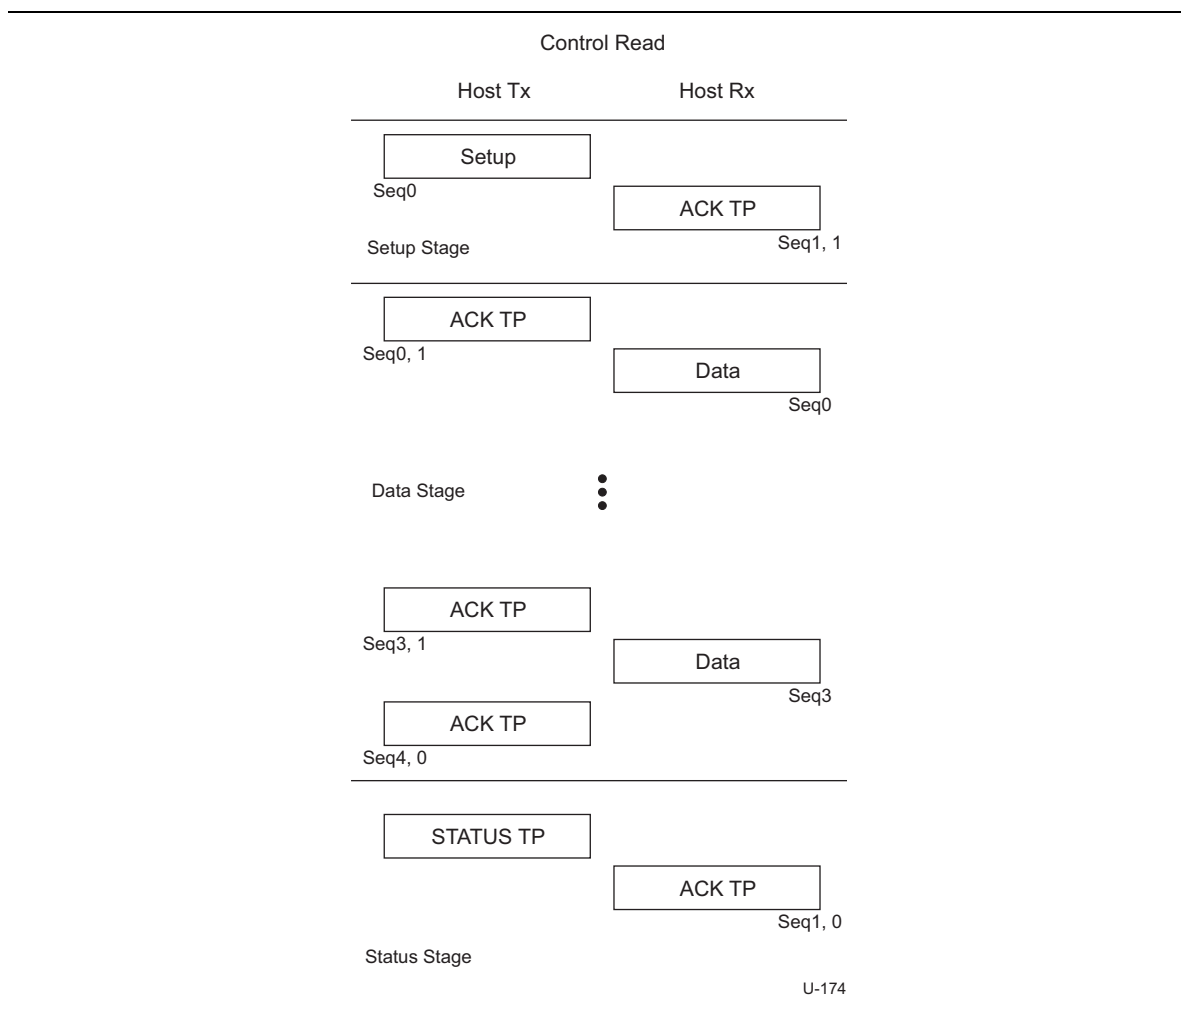 Control Read
Host Tx Host Rx
Setup
Seq0
ACK TP
Seq1, 1
Setup Stage
ACK TP
Seq0, 1
Data
Seq0
Data Stage
ACK TP
Seq3, 1
Data
Seq3
ACK TP
Seq4, 0
STATUS TP
ACK TP
Seq1, 0
Status Stage
U-174